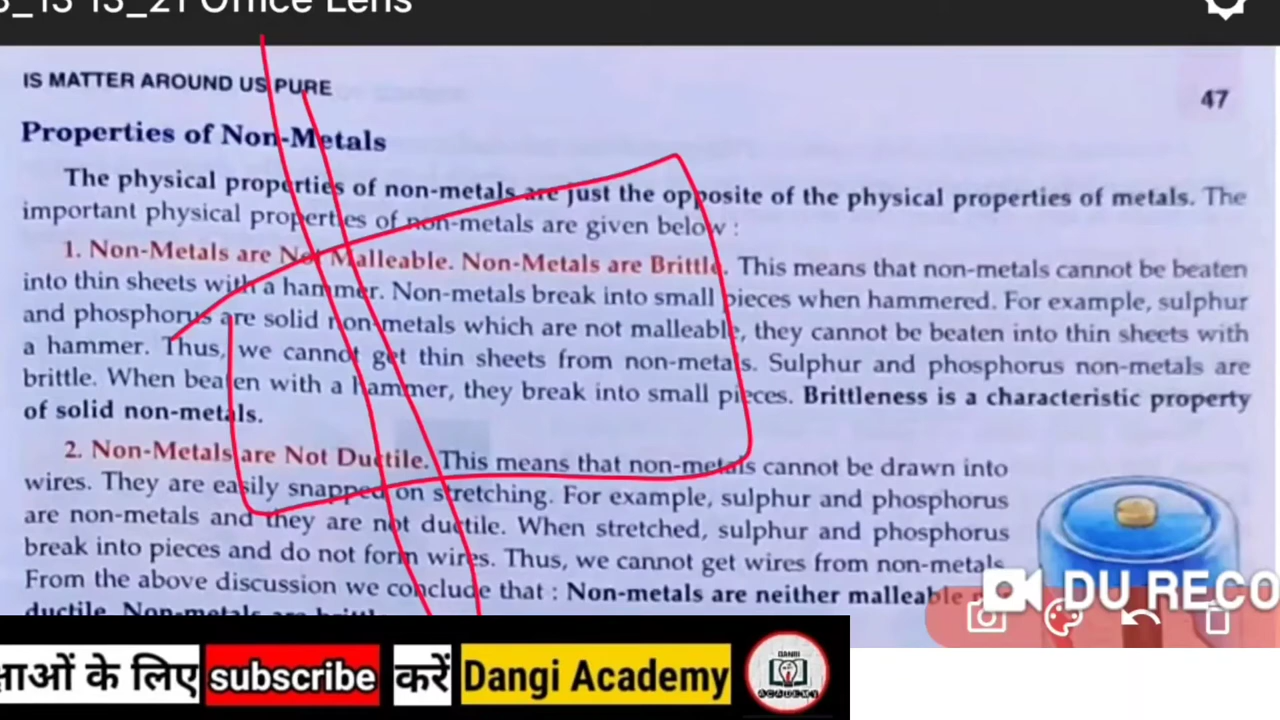 Office Lens
IS MATTER AROUND US PURE
47
Properties of Non-Metals
The physical properties of non-metals are just the opposite of the physical properties of metals. The
important physical properties of non-metals are given below :
1. Non-Metals are Not Malleable. Non-Metals are Brittle. This means that non-metals cannot be beaten
into thin sheets with a hammer. Non-metals break into small pieces when hammered. For example, sulphur
and phosphorus are solid non-metals which are not malleable, they cannot be beaten into thin sheets with
a hammer. Thus, we cannot get thin sheets from non-metals. Sulphur and phosphorus non-metals are
brittle. When beaten with a hammer, they break into small pieces. Brittleness is a characteristic property
of solid non-metals.
2. Non-Metals are Not Ductile. This means that non-metals cannot be drawn into
wires. They are easily snapped on stretching. For example, sulphur and phosphorus
are non-metals and they are not ductile. When stretched, sulphur and phosphorus
break into pieces and do not form wires. Thus, we cannot get wires from non-metals.
From the above discussion we conclude that : Non-metals are neither malleable
ductile. Non-metals are
DU RECO
के लिए subscribe करें Dangi Academy
DANGI
ACADEMY